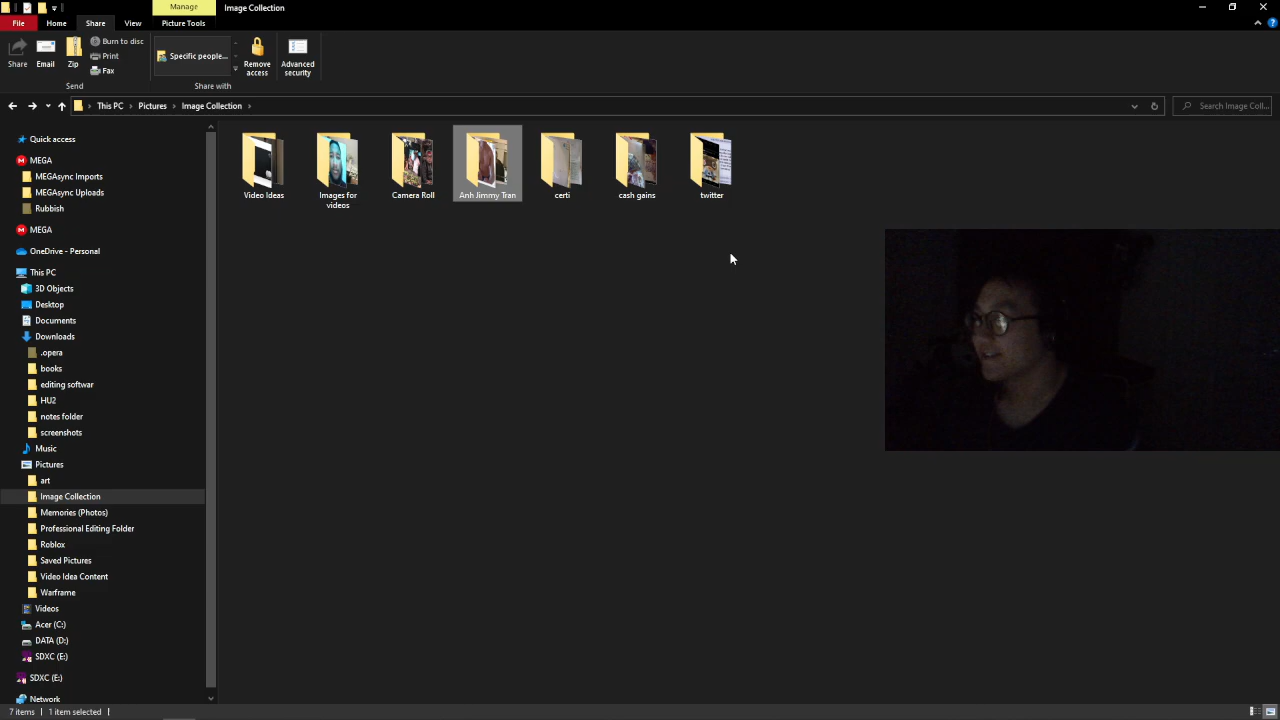 Manage
Image Collection
File
Home
Share
View
Picture Tools
Share
Email
Zip
Burn to disc
Print
Fax
Specific people...
Remove access
Advanced security
Send
Share with
This PC
Pictures
Image Collection
Search Image Coll...
Quick access
MEGA
MEGAsync Imports
MEGAsync Uploads
Rubbish
MEGA
OneDrive - Personal
This PC
3D Objects
Desktop
Documents
Downloads
.opera
books
editing softwar
HU2
notes folder
screenshots
Music
Pictures
art
Image Collection
Memories (Photos)
Professional Editing Folder
Roblox
Saved Pictures
Video Idea Content
Warframe
Videos
Acer (C:)
DATA (D:)
SDXC (E:)
SDXC (E:)
Network
Video Ideas
Images for videos
Camera Roll
Anh Jimmy Tran
certi
cash gains
twitter
7 items
1 item selected